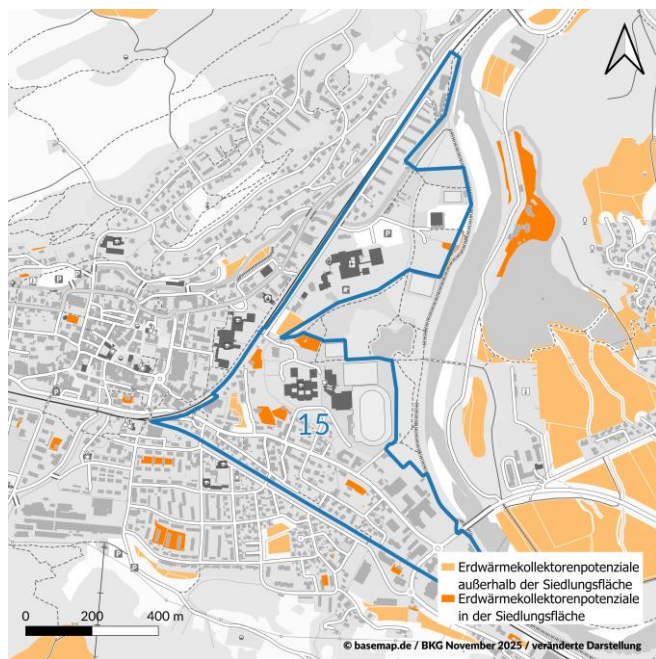 15
Erdwärmekollektorenpotenziale
außerhalb der Siedlungsfläche
Erdwärmekollektorenpotenziale
in der Siedlungsfläche
0 200 400 m
© basemap.de / BKG November 2025 / veränderte Darstellung